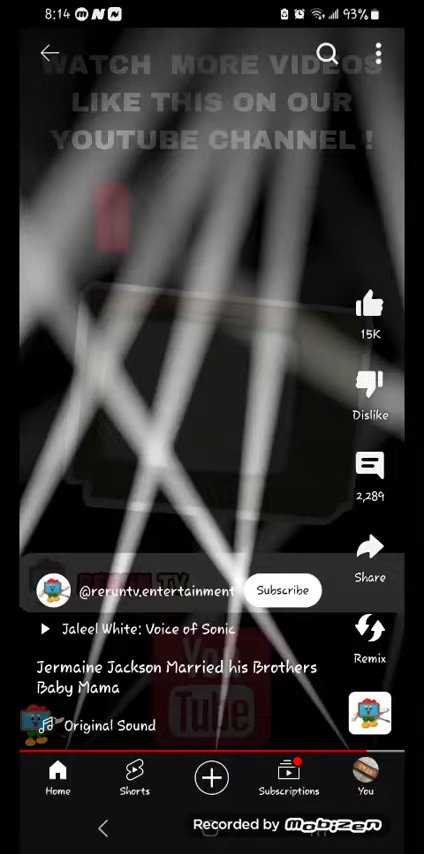 8:14
93%
WATCH MORE VIDEOS
LIKE THIS ON OUR
YOUTUBE CHANNEL !
15K
Dislike
2,289
Share
@reruntv.entertainment
Subscribe
Jaleel White: Voice of Sonic
Remix
Jermaine Jackson Married his Brothers
Baby Mama
You
Tube
Original Sound
Home
Shorts
Subscriptions
You
Recorded by Mobizen